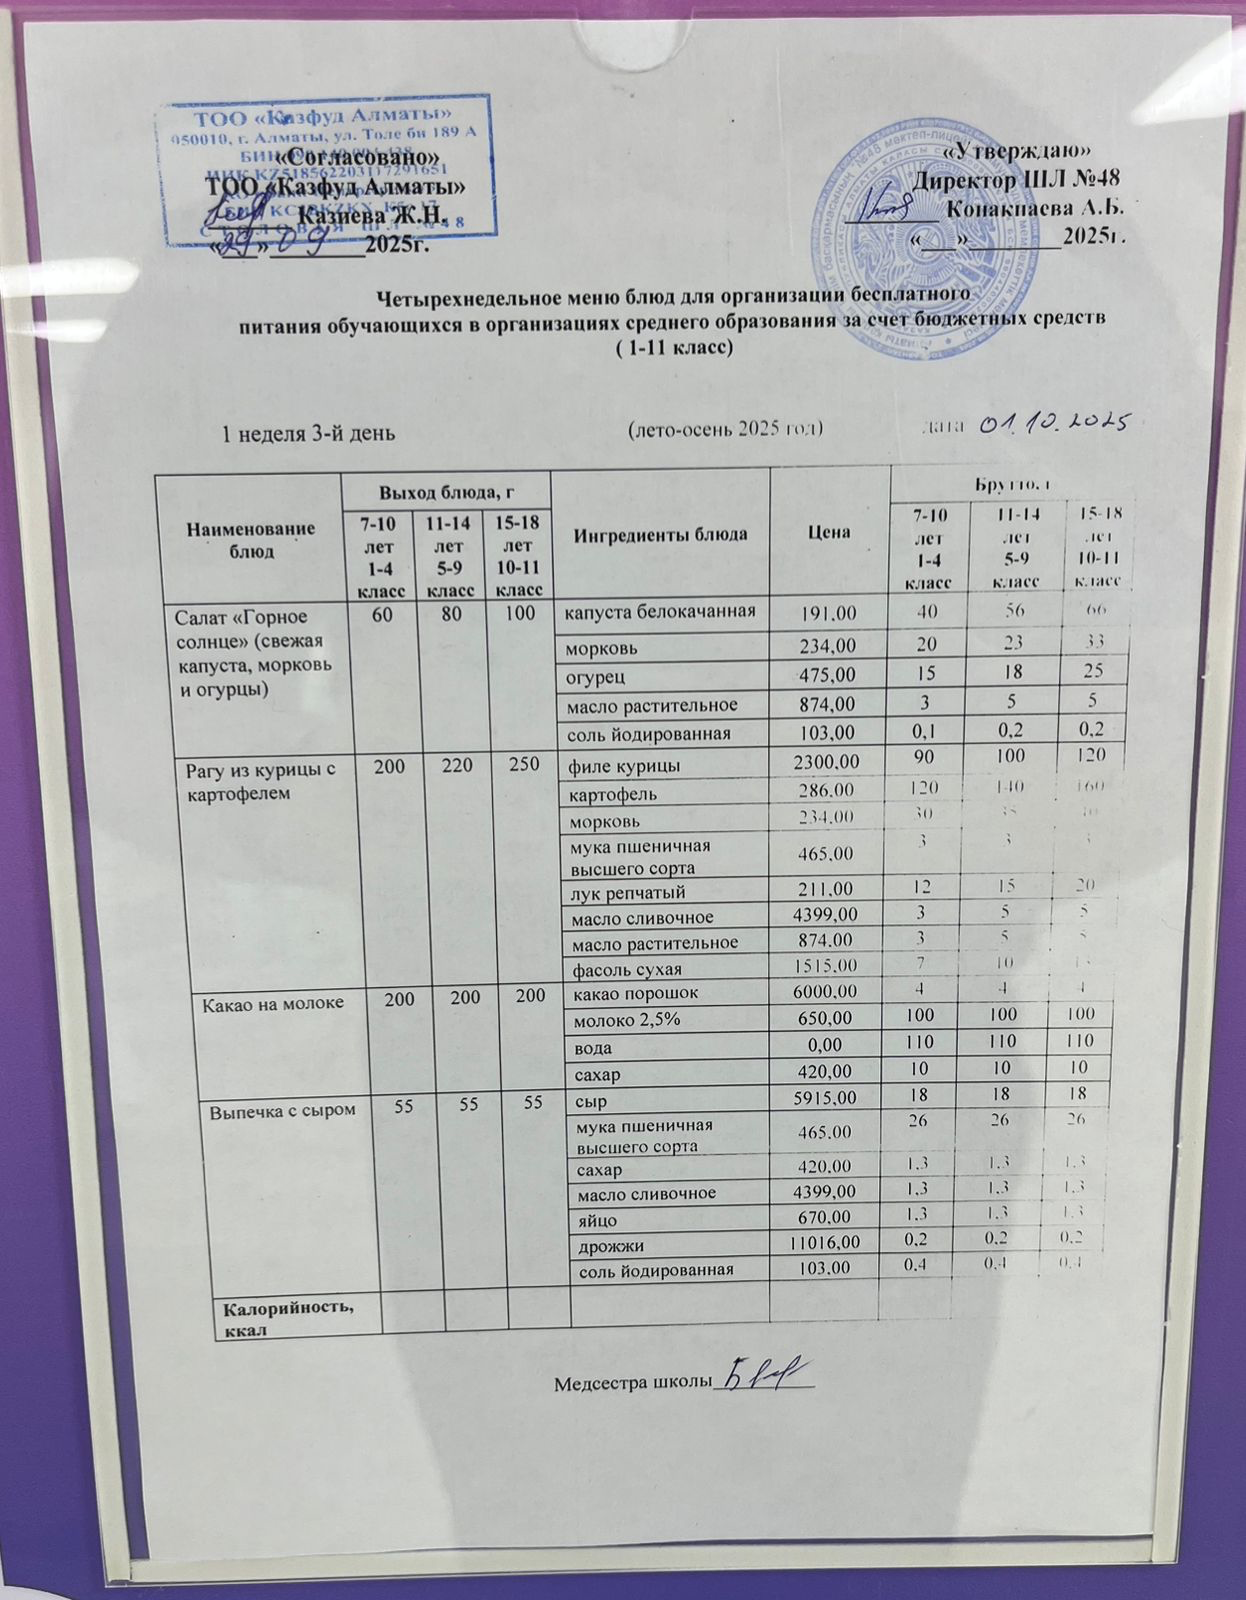 ТОО «Казфуд Алматы»
050010, г. Алматы, ул. Толе би 189 А
«Согласовано»
ТОО «Казфуд Алматы»
Казиева Ж.Н.
«29» 09 2025г.
СТОЛОВАЯ ШЛ №48
«Утверждаю»
Директор ШЛ №48
Конакпаева А.Б.
«___»________2025г.
Четырехнедельное меню блюд для организации бесплатного
питания обучающихся в организациях среднего образования за счет бюджетных средств
( 1-11 класс)
1 неделя 3-й день (лето-осень 2025 год) дата 01.10.2025
Наименование блюд Выход блюда, г Ингредиенты блюда Цена Брутто, г
7-10 лет 1-4 класс 11-14 лет 5-9 класс 15-18 лет 10-11 класс 7-10 лет 1-4 класс 11-14 лет 5-9 класс 15-18 лет 10-11 класс
Салат «Горное солнце» (свежая капуста, морковь и огурцы) 60 80 100 капуста белокачанная 191,00 40 56 66
морковь 234,00 20 23 33
огурец 475,00 15 18 25
масло растительное 874,00 3 5 5
соль йодированная 103,00 0,1 0,2 0,2
Рагу из курицы с картофелем 200 220 250 филе курицы 2300,00 90 100 120
картофель 286,00 120 140 160
морковь 234,00 30
мука пшеничная высшего сорта 465,00 3 3
лук репчатый 211,00 12 15 20
масло сливочное 4399,00 3 5 5
масло растительное 874,00 3 5
фасоль сухая 1515,00 7 10
Какао на молоке 200 200 200 какао порошок 6000,00 4 4 4
молоко 2,5% 650,00 100 100 100
вода 0,00 110 110 110
сахар 420,00 10 10 10
Выпечка с сыром 55 55 55 сыр 5915,00 18 18 18
мука пшеничная высшего сорта 465,00 26 26 26
сахар 420,00 1,3 1,3 1,3
масло сливочное 4399,00 1,3 1,3 1,3
яйцо 670,00 1,3 1,3 1,3
дрожжи 11016,00 0,2 0,2 0,2
соль йодированная 103,00 0,4 0,4 0,4
Калорийность, ккал
Медсестра школы